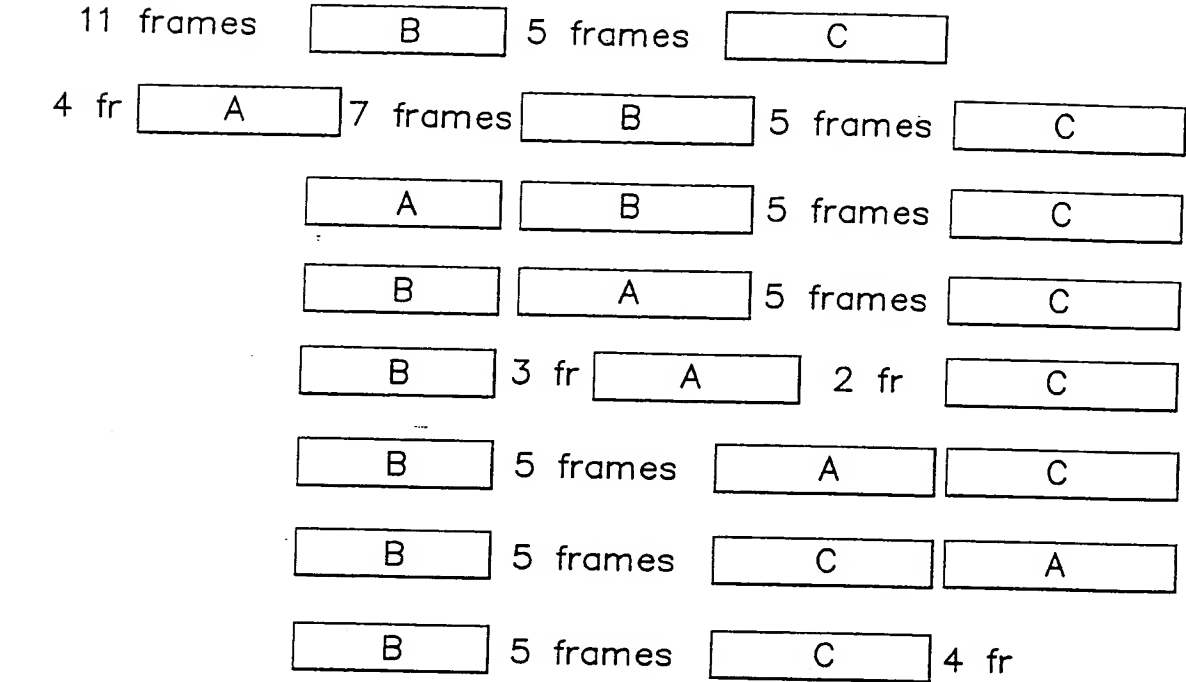 11 frames B 5 frames C
4 fr A 7 frames B 5 frames C
A B 5 frames C
B A 5 frames C
B 3 fr A 2 fr C
B 5 frames A C
B 5 frames C A
B 5 frames C 4 fr